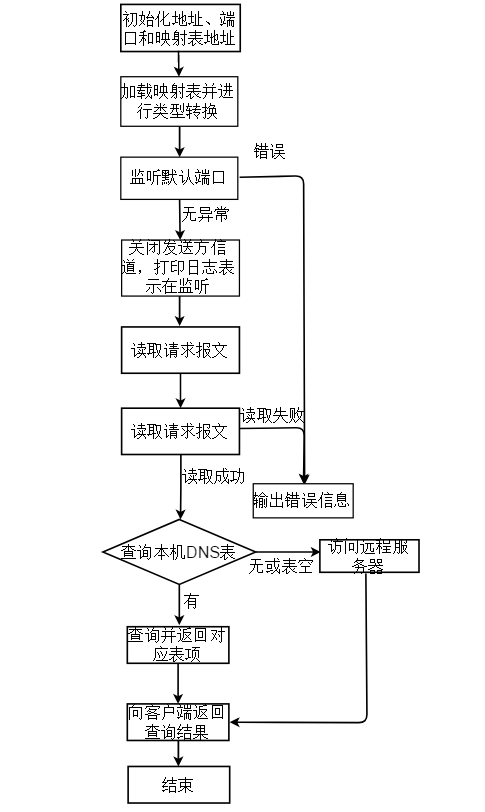 初始化地址、端
口和映射表地址
加载映射表并进
行类型转换
错误
监听默认端口
无异常
关闭发送方信
道，打印日志表
示在监听
读取请求报文
读取失败
读取请求报文
读取成功
输出错误信息
查询本机DNS表
无或表空
访问远程服
务器
有
查询并返回对
应表项
向客户端返回
查询结果
结束